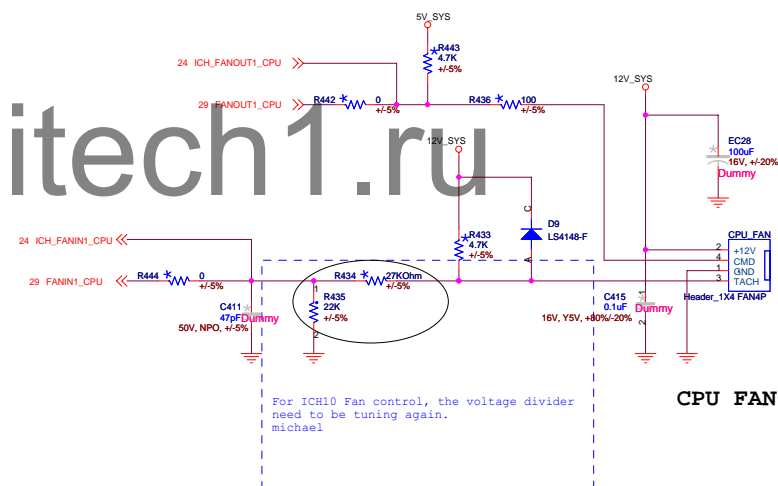 5V_SYS
R443
4.7K
+/-5%
24 ICH_FANOUT1_CPU
29 FANOUT1_CPU
R442
0
+/-5%
R436
100
+/-5%
12V_SYS
EC28
100uF
16V, +/-20%
Dummy
itech1.ru
12V_SYS
C
D9
LS4148-F
A
R433
4.7K
+/-5%
CPU_FAN
2
+12V
4
CMD
1
GND
3
TACH
Header_1X4 FAN4P
24 ICH_FANIN1_CPU
29 FANIN1_CPU
R444
0
+/-5%
R434
27KOhm
+/-5%
1
R435
22K
+/-5%
2
C411
47pF
Dummy
50V, NPO, +/-5%
1
C415
0.1uF
Dummy
16V, Y5V, +80%/-20%
2
CPU FAN
For ICH10 Fan control, the voltage divider
need to be tuning again.
michael